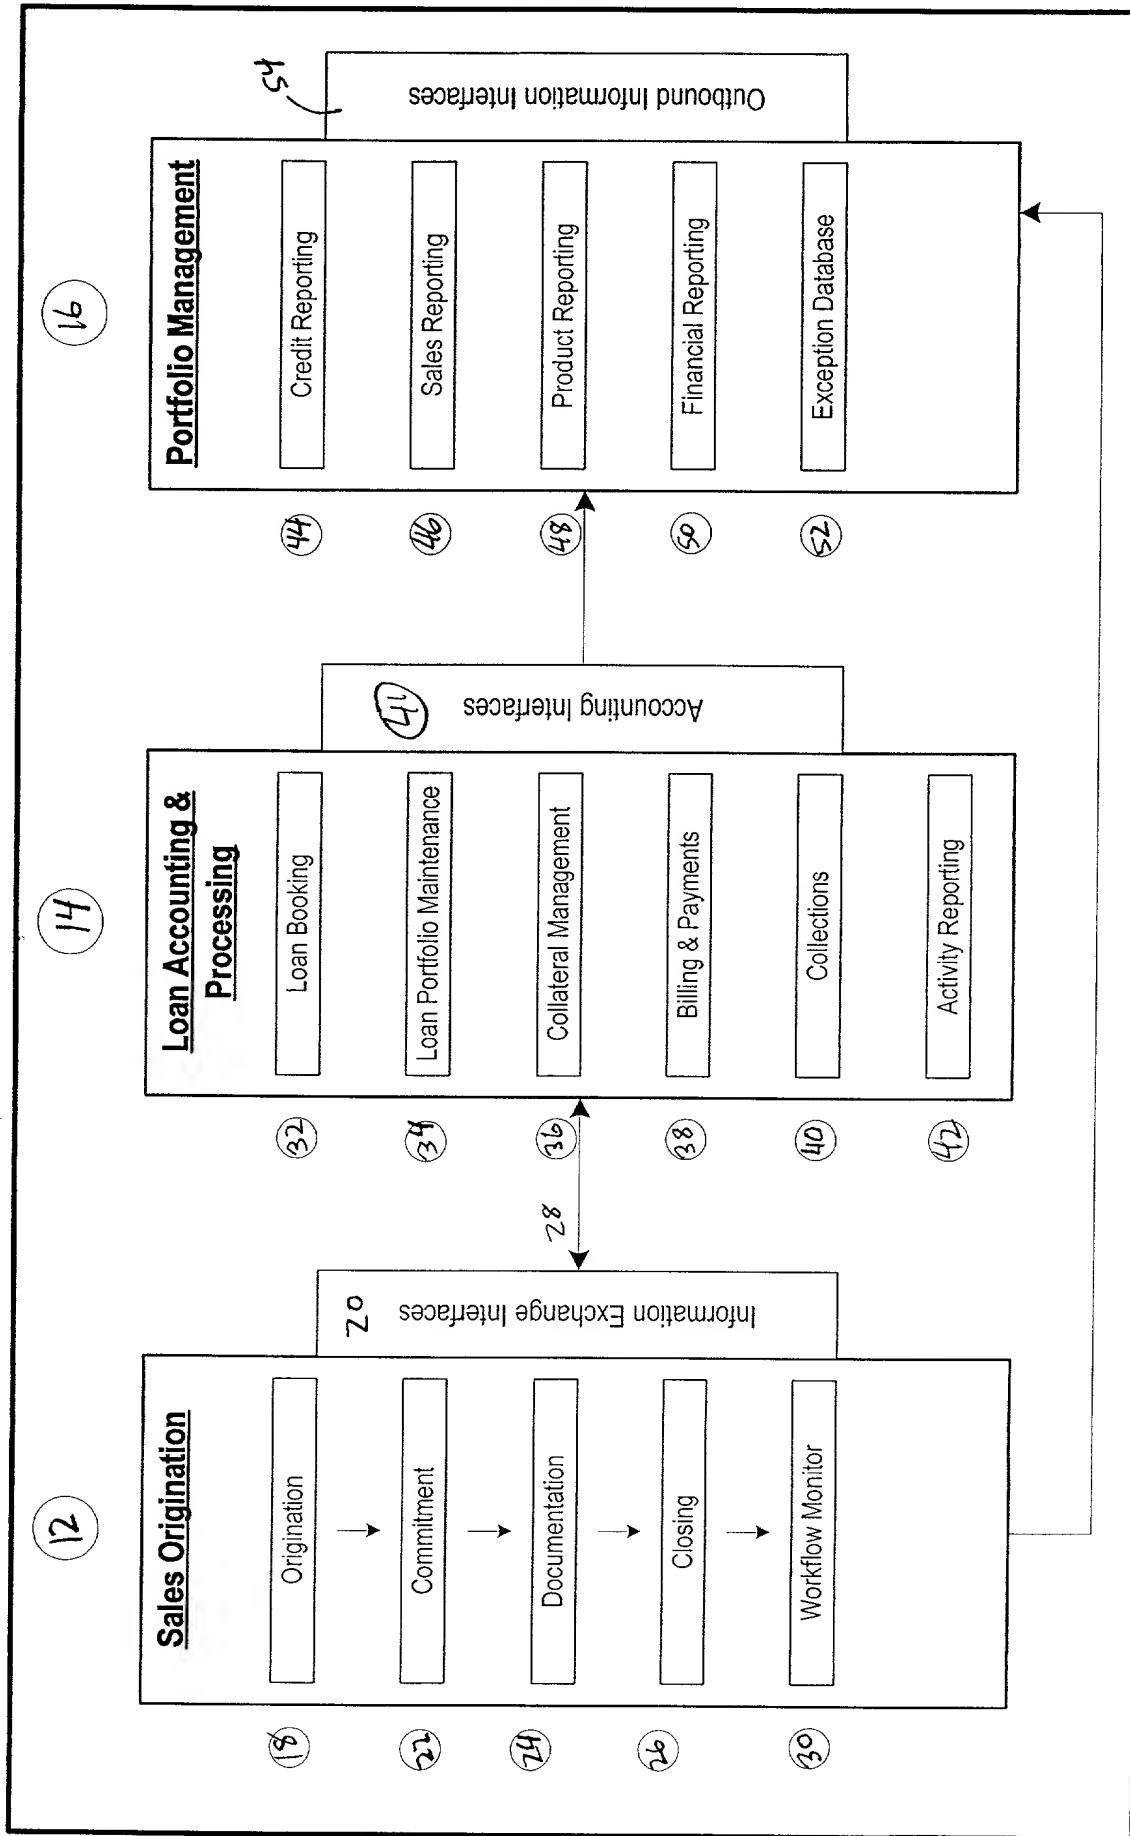 12
Sales Origination
18
Origination
22
Commitment
24
Documentation
26
Closing
30
Workflow Monitor
20
Information Exchange Interfaces
28
14
Loan Accounting &
Processing
32
Loan Booking
34
Loan Portfolio Maintenance
36
Collateral Management
38
Billing & Payments
40
Collections
42
Activity Reporting
41
Accounting Interfaces
16
Portfolio Management
44
Credit Reporting
46
Sales Reporting
48
Product Reporting
50
Financial Reporting
52
Exception Database
54
Outbound Information Interfaces